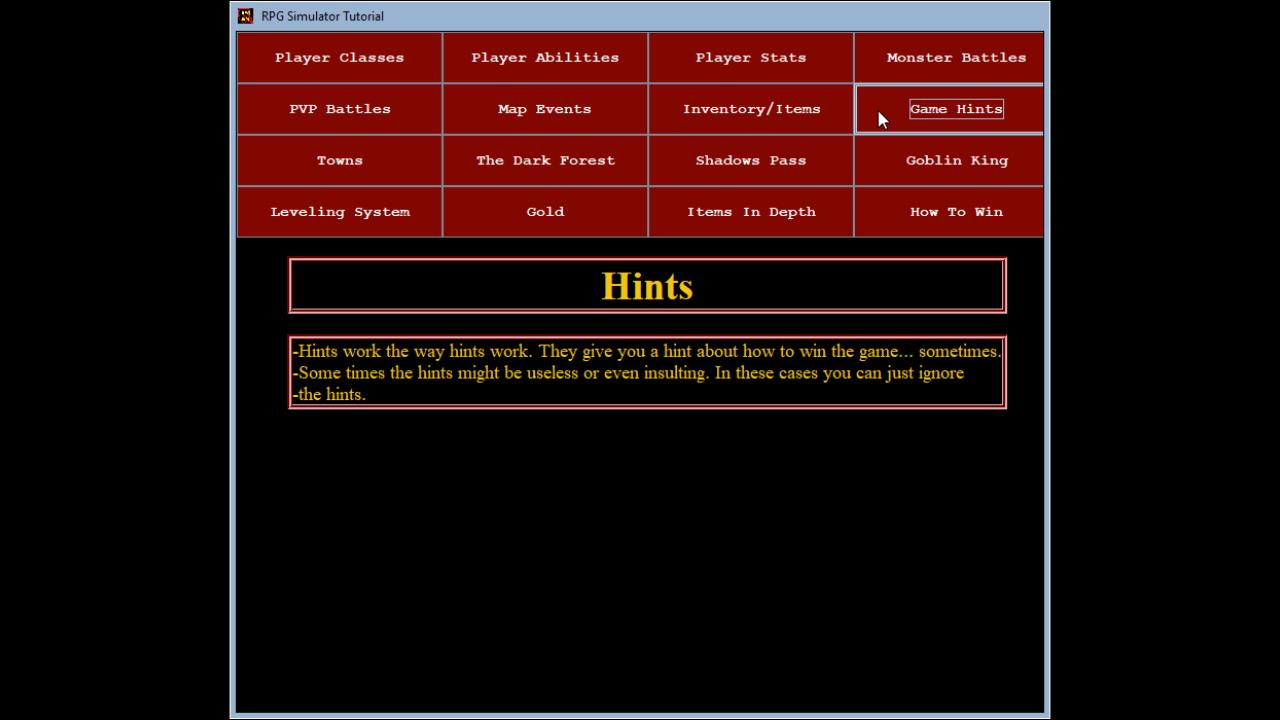 RPG Simulator Tutorial
Player Classes
Player Abilities
Player Stats
Monster Battles
PVP Battles
Map Events
Inventory/Items
Game Hints
Towns
The Dark Forest
Shadows Pass
Goblin King
Leveling System
Gold
Items In Depth
How To Win
Hints
-Hints work the way hints work. They give you a hint about how to win the game... sometimes.
-Some times the hints might be useless or even insulting. In these cases you can just ignore
-the hints.